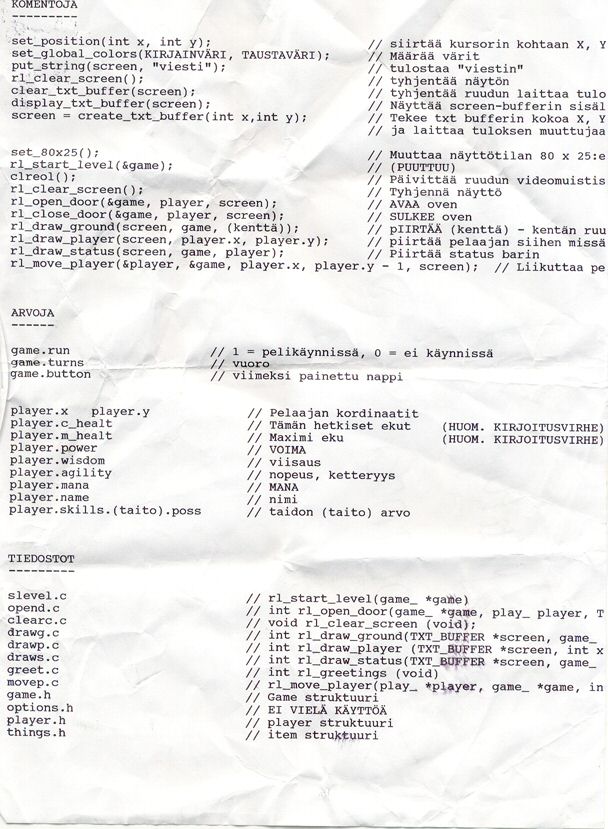 KOMENTOJA
----------
set_position(int x, int y); // siirtää kursorin kohtaan X, Y
set_global_colors(KIRJAINVÄRI, TAUSTAVÄRI); // Määrää värit
put_string(screen, "viesti"); // tulostaa "viestin"
rl_clear_screen(); // tyhjentää näytön
clear_txt_buffer(screen); // tyhjentää ruudun laittaa tulo
display_txt_buffer(screen); // Näyttää screen-bufferin sisäl
screen = create_txt_buffer(int x,int y); // Tekee txt bufferin kokoa X, Y
// ja laittaa tuloksen muuttujaa
set_80x25(); // Muuttaa näyttötilan 80 x 25:e
rl_start_level(&game); // (PUUTTUU)
clreol(); // Päivittää ruudun videomuistis
rl_clear_screen(); // Tyhjennä näyttö
rl_open_door(&game, player, screen); // AVAA oven
rl_close_door(&game, player, screen); // SULKEE oven
rl_draw_ground(screen, game, (kenttä)); // pIIRTÄÄ (kenttä) - kentän ruu
rl_draw_player(screen, player.x, player.y); // piirtää pelaajan siihen missä
rl_draw_status(screen, game, player); // Piirtää status barin
rl_move_player(&player, &game, player.x, player.y - 1, screen); // Liikuttaa pe
ARVOJA
------
game.run // 1 = pelikäynnissä, 0 = ei käynnissä
game.turns // vuoro
game.button // viimeksi painettu nappi
player.x player.y // Pelaajan kordinaatit
player.c_healt // Tämän hetkiset ekut (HUOM. KIRJOITUSVIRHE)
player.m_healt // Maximi eku (HUOM. KIRJOITUSVIRHE)
player.power // VOIMA
player.wisdom // viisaus
player.agility // nopeus, ketteryys
player.mana // MANA
player.name // nimi
player.skills.(taito).poss // taidon (taito) arvo
TIEDOSTOT
---------
slevel.c // rl_start_level(game_ *game)
opend.c // int rl_open_door(game_ *game, play_ player, T
clearc.c // void rl_clear_screen (void);
drawg.c // int rl_draw_ground(TXT_BUFFER *screen, game_
drawp.c // int rl_draw_player (TXT_BUFFER *screen, int x
draws.c // int rl_draw_status(TXT_BUFFER *screen, game_
greet.c // int rl_greetings (void)
movep.c // rl_move_player(play_ *player, game_ *game, in
game.h // Game struktuuri
options.h // EI VIELÄ KÄYTTÖÄ
player.h // player struktuuri
things.h // item struktuuri